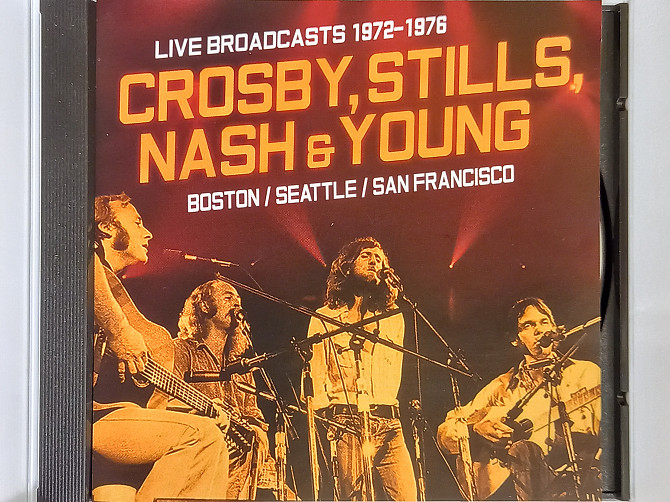 LIVE BROADCASTS 1972-1976
CROSBY, STILLS,
NASH & YOUNG
BOSTON / SEATTLE / SAN FRANCISCO